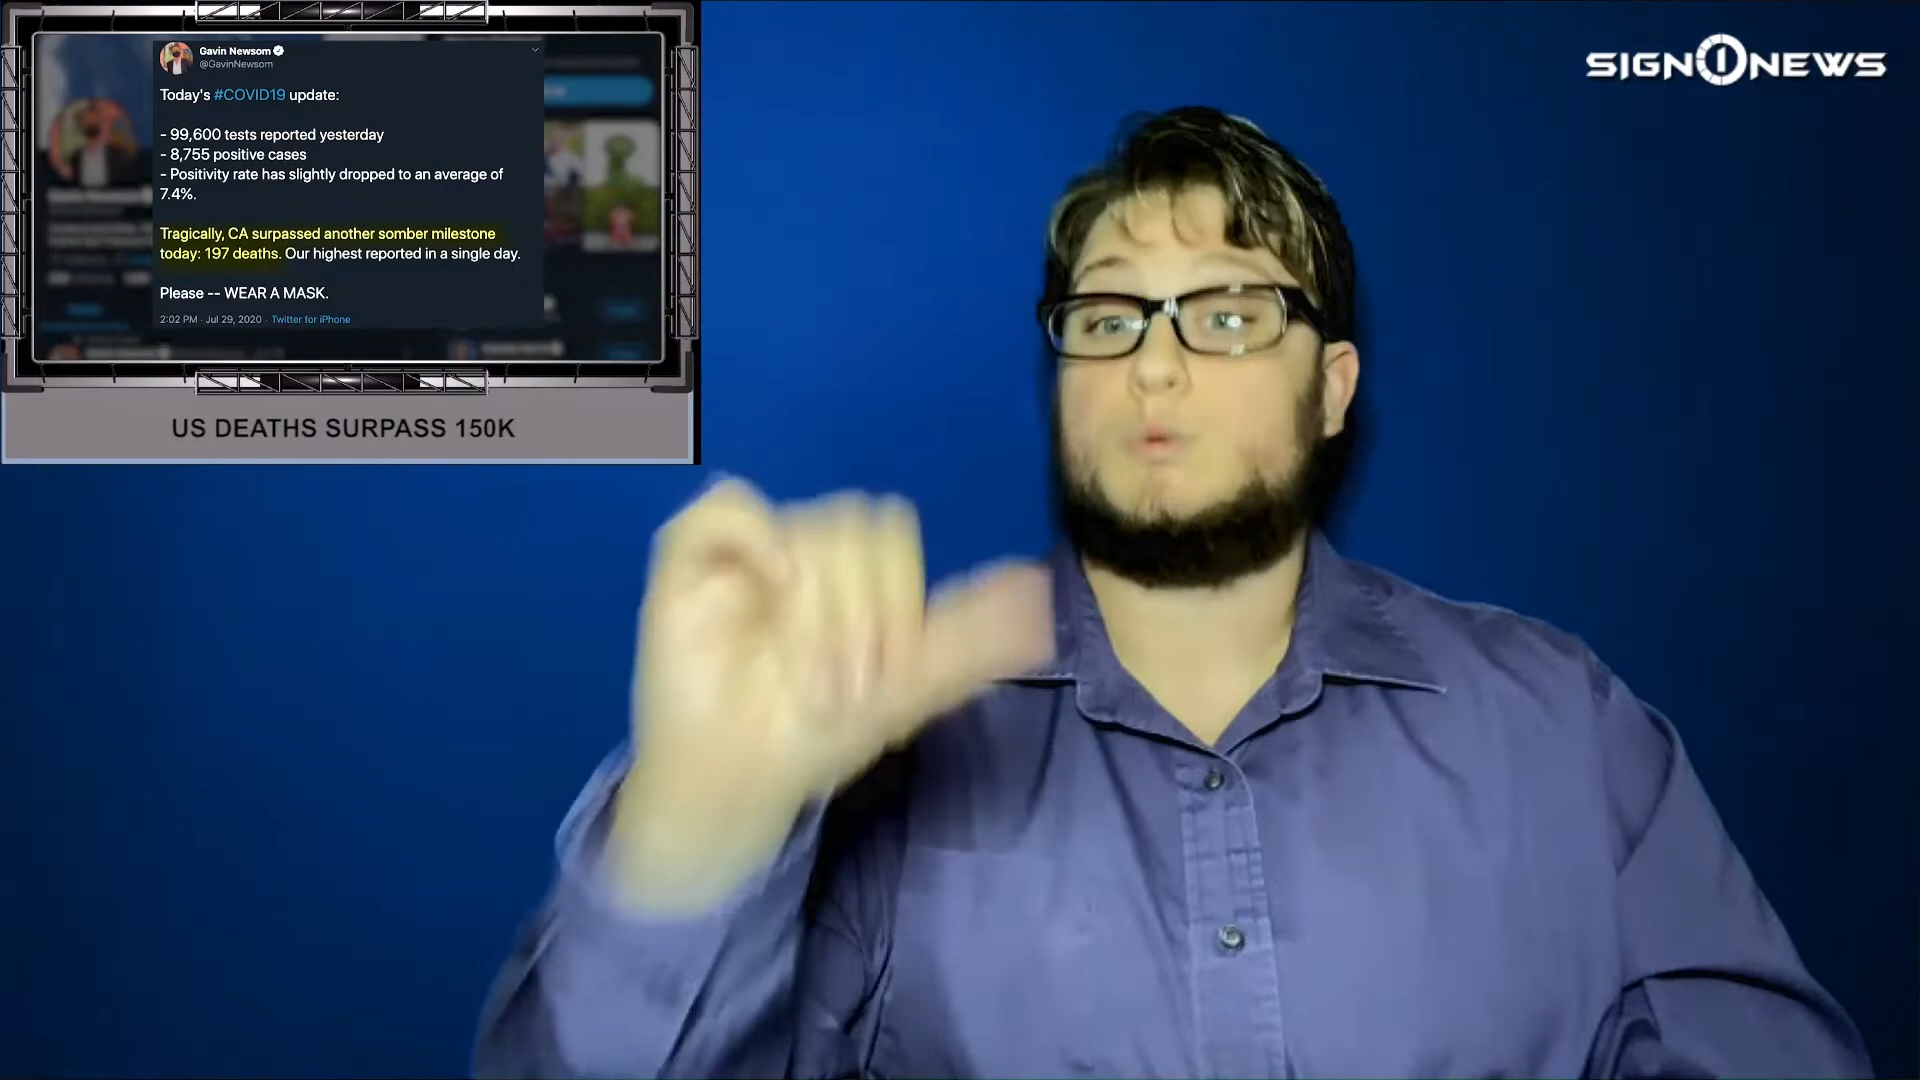 Gavin Newsom
@GavinNewsom
Today's #COVID19 update:
- 99,600 tests reported yesterday
- 8,755 positive cases
- Positivity rate has slightly dropped to an average of
7.4%.
Tragically, CA surpassed another somber milestone
today: 197 deaths. Our highest reported in a single day.
Please -- WEAR A MASK.
2:02 PM · Jul 29, 2020 · Twitter for iPhone
US DEATHS SURPASS 150K
SIGN1NEWS